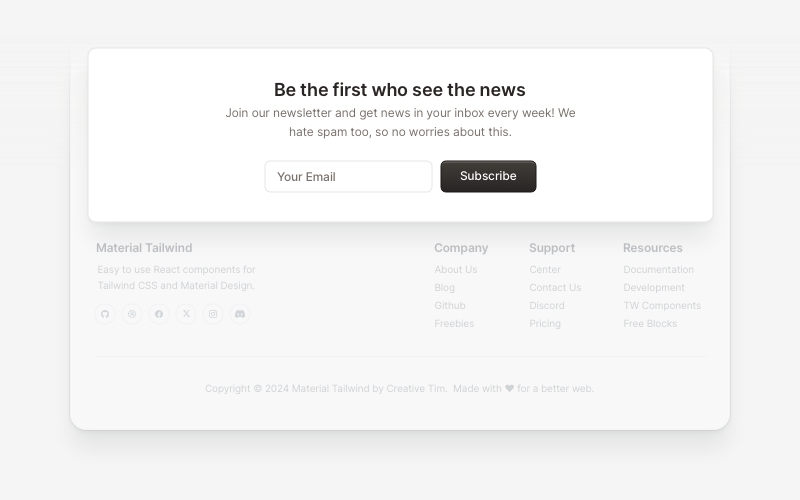 Be the first who see the news
Join our newsletter and get news in your inbox every week! We
hate spam too, so no worries about this.
Your Email
Subscribe
Material Tailwind
Easy to use React components for
Tailwind CSS and Material Design.
Company
About Us
Blog
Github
Freebies
Support
Center
Contact Us
Discord
Pricing
Resources
Documentation
Development
TW Components
Free Blocks
Copyright © 2024 Material Tailwind by Creative Tim. Made with ❤ for a better web.